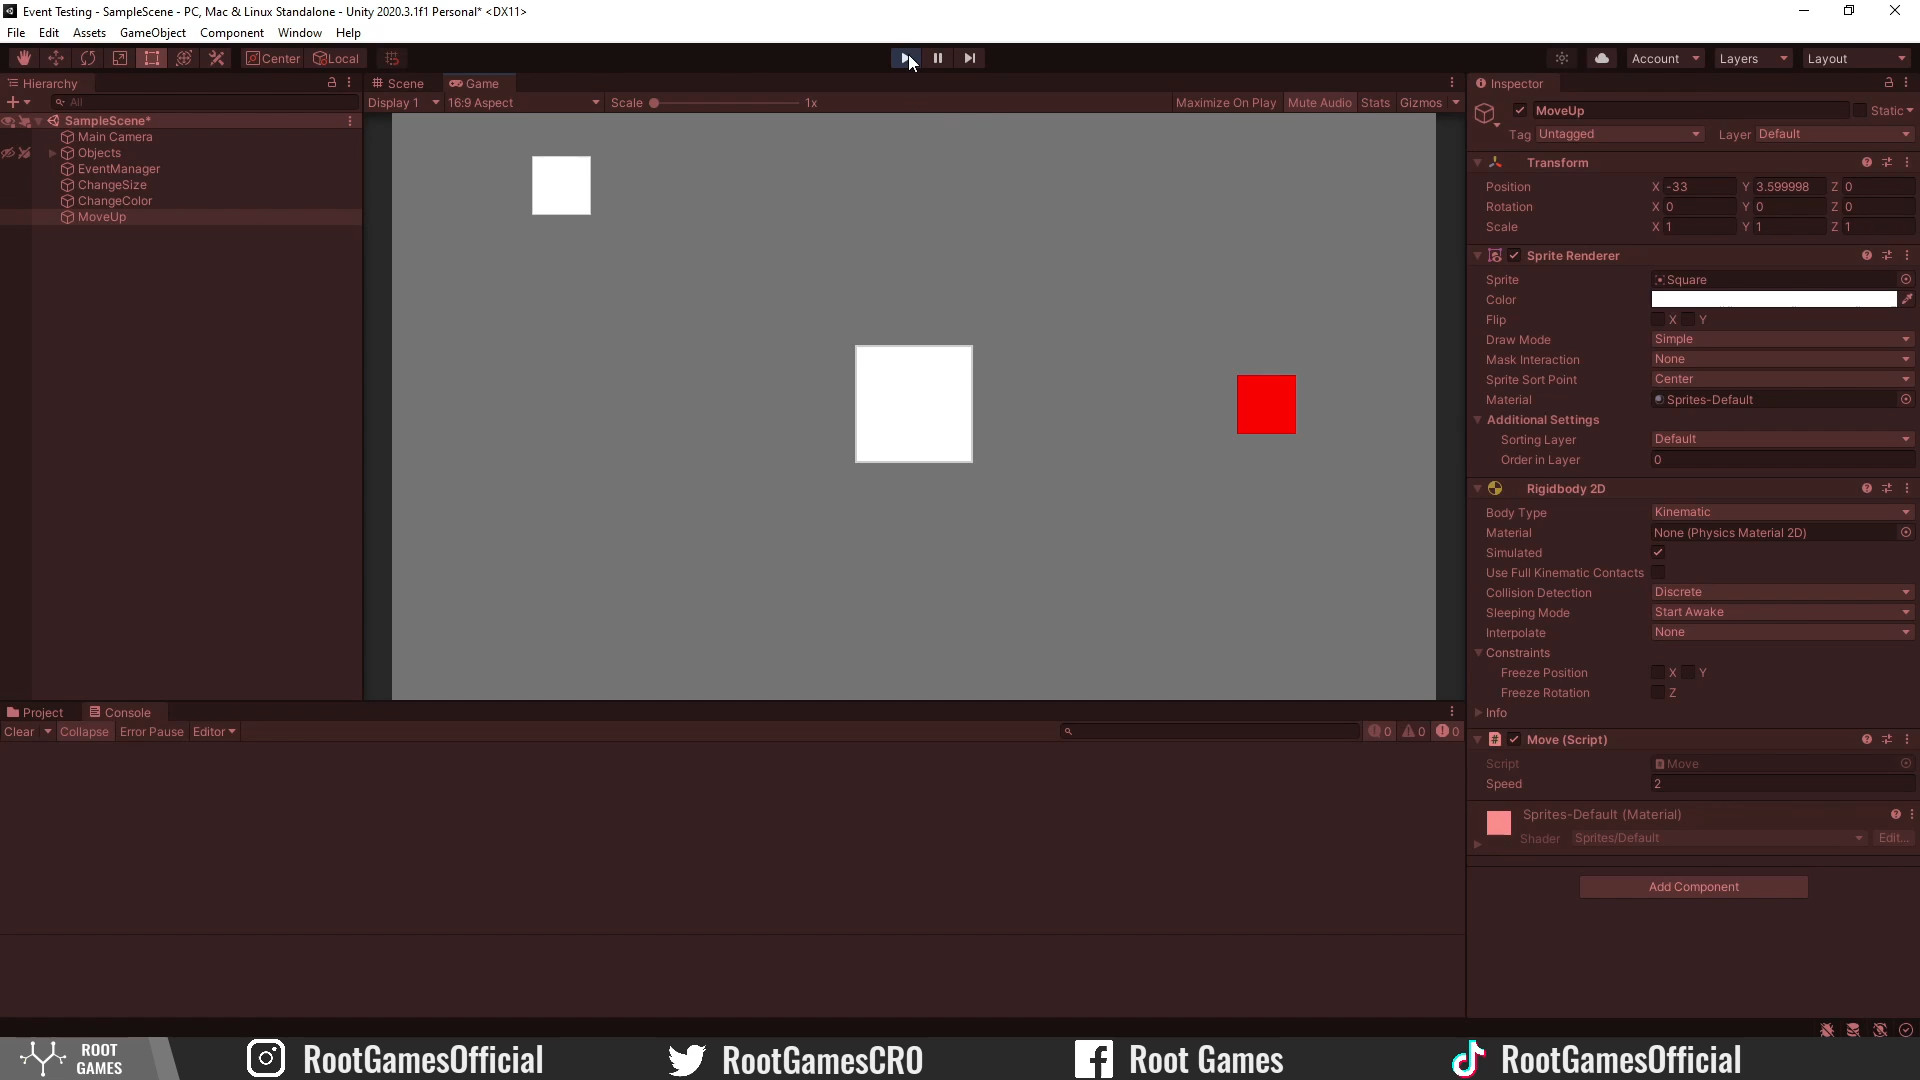 Event Testing - SampleScene - PC, Mac & Linux Standalone - Unity 2020.3.1f1 Personal* <DX11>
File Edit Assets GameObject Component Window Help
Center Local
Account Layers Layout
Hierarchy
Scene Game
Inspector
All
Display 1 16:9 Aspect Scale 1x Maximize On Play Mute Audio Stats Gizmos
MoveUp Static
Tag Untagged Layer Default
SampleScene*
Main Camera
Objects
EventManager
ChangeSize
ChangeColor
MoveUp
Transform
Position X -33 Y 3.599998 Z 0
Rotation X 0 Y 0 Z 0
Scale X 1 Y 1 Z 1
Sprite Renderer
Sprite Square
Color
Flip X Y
Draw Mode Simple
Mask Interaction None
Sprite Sort Point Center
Material Sprites-Default
Additional Settings
Sorting Layer Default
Order in Layer 0
Rigidbody 2D
Body Type Kinematic
Material None (Physics Material 2D)
Simulated
Use Full Kinematic Contacts
Collision Detection Discrete
Sleeping Mode Start Awake
Interpolate None
Constraints
Freeze Position X Y
Freeze Rotation Z
Info
Move (Script)
Script Move
Speed 2
Sprites-Default (Material)
Shader Sprites/Default Edit...
Add Component
Project Console
Clear Collapse Error Pause Editor 0 0 0
ROOT
GAMES
RootGamesOfficial
RootGamesCRO
Root Games
RootGamesOfficial